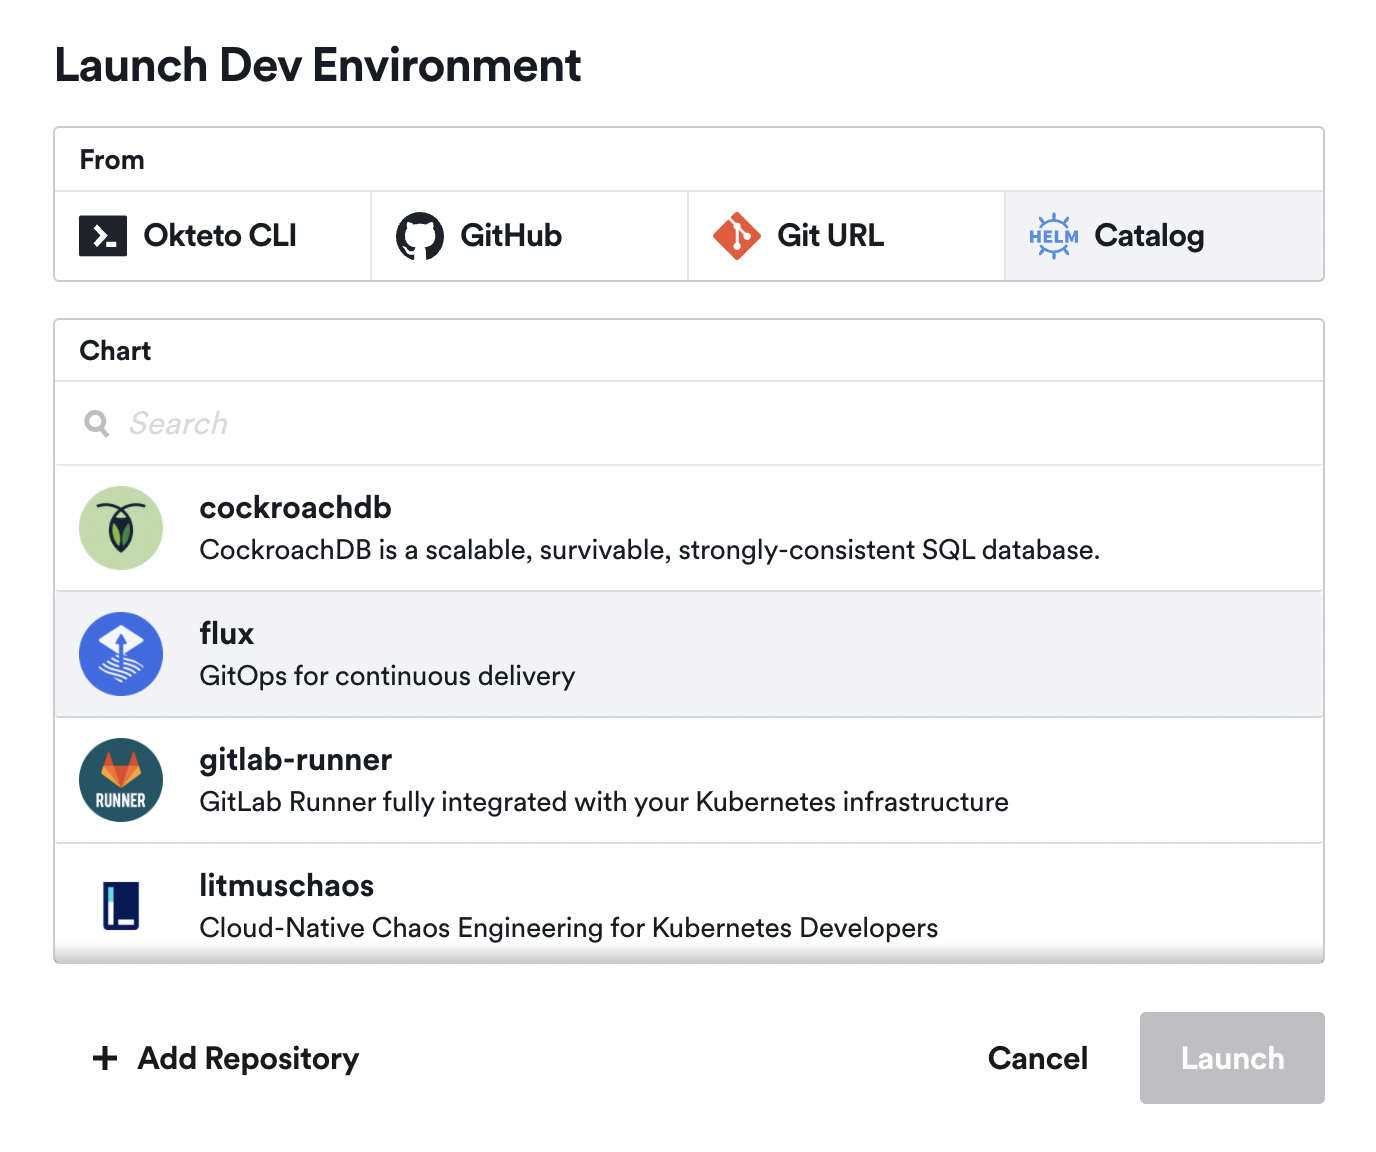 Launch Dev Environment
From
Okteto CLI
GitHub
Git URL
HELM
Catalog
Chart
Search
cockroachdb
CockroachDB is a scalable, survivable, strongly-consistent SQL database.
flux
GitOps for continuous delivery
RUNNER
gitlab-runner
GitLab Runner fully integrated with your Kubernetes infrastructure
litmuschaos
Cloud-Native Chaos Engineering for Kubernetes Developers
+ Add Repository
Cancel
Launch